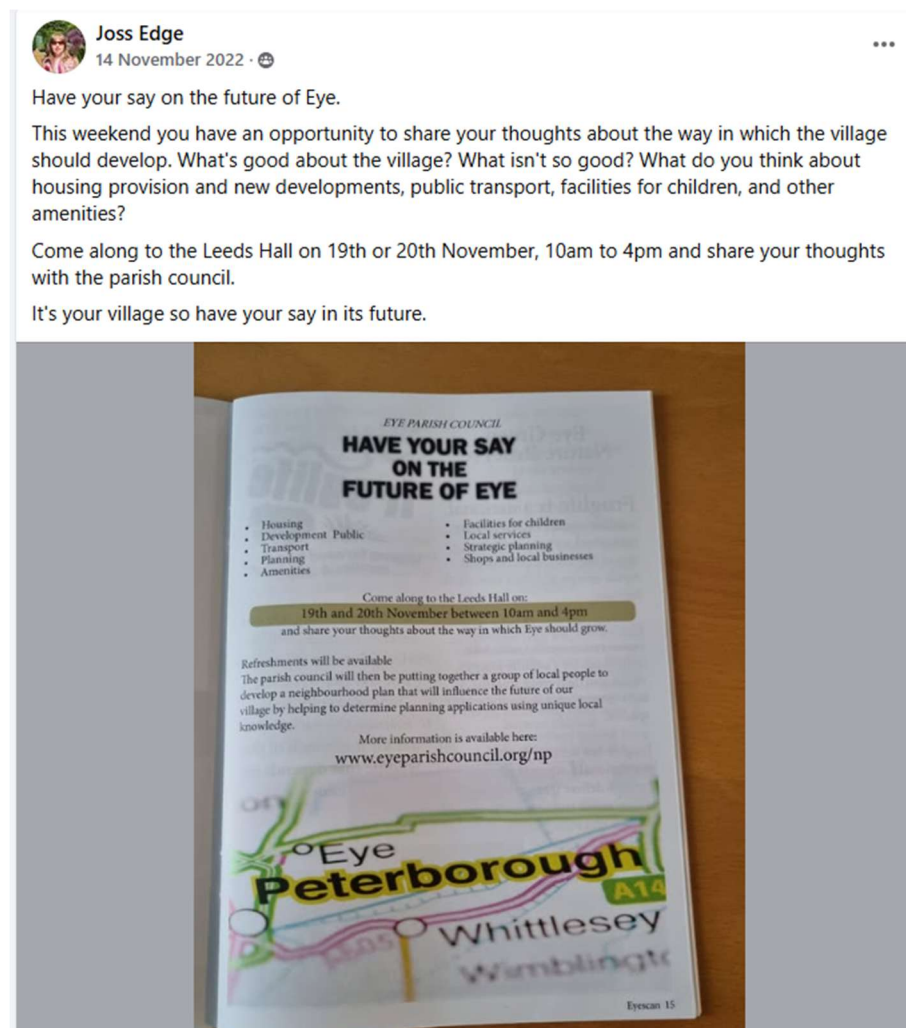 Joss Edge
14 November 2022 ·
Have your say on the future of Eye.
This weekend you have an opportunity to share your thoughts about the way in which the village
should develop. What's good about the village? What isn't so good? What do you think about
housing provision and new developments, public transport, facilities for children, and other
amenities?
Come along to the Leeds Hall on 19th or 20th November, 10am to 4pm and share your thoughts
with the parish council.
It's your village so have your say in its future.
EYE PARISH COUNCIL
HAVE YOUR SAY
ON THE
FUTURE OF EYE
• Housing
• Development Public
• Transport
• Planning
• Amenities
• Facilities for children
• Local services
• Strategic planning
• Shops and local businesses
Come along to the Leeds Hall on:
19th and 20th November between 10am and 4pm
and share your thoughts about the way in which Eye should grow.
Refreshments will be available
The parish council will then be putting together a group of local people to
develop a neighbourhood plan that will influence the future of our
village by helping to determine planning applications using unique local
knowledge.
More information is available here:
www.eyeparishcouncil.org/np
on
Eye
Peterborough
A14
Whittlesey
Wimblingto
Eyescan 15